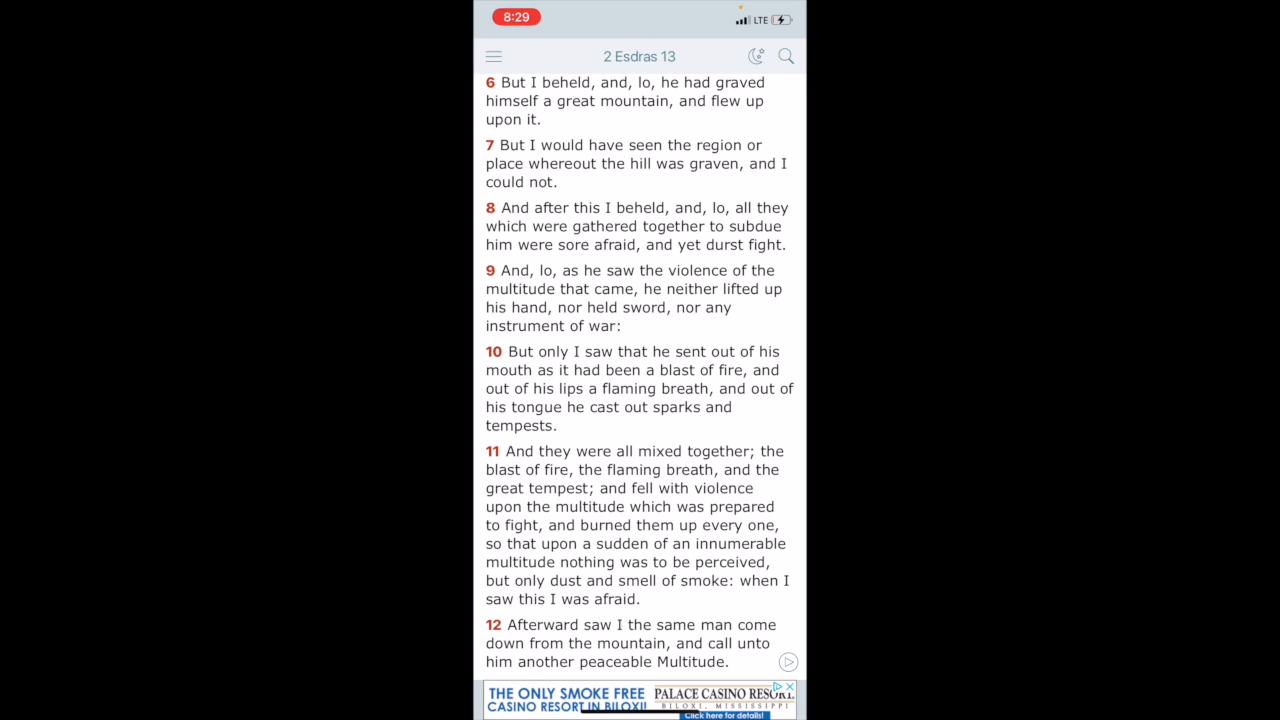 8:29
LTE
2 Esdras 13
6 But I beheld, and, lo, he had graved
himself a great mountain, and flew up
upon it.
7 But I would have seen the region or
place whereout the hill was graven, and I
could not.
8 And after this I beheld, and, lo, all they
which were gathered together to subdue
him were sore afraid, and yet durst fight.
9 And, lo, as he saw the violence of the
multitude that came, he neither lifted up
his hand, nor held sword, nor any
instrument of war:
10 But only I saw that he sent out of his
mouth as it had been a blast of fire, and
out of his lips a flaming breath, and out of
his tongue he cast out sparks and
tempests.
11 And they were all mixed together; the
blast of fire, the flaming breath, and the
great tempest; and fell with violence
upon the multitude which was prepared
to fight, and burned them up every one,
so that upon a sudden of an innumerable
multitude nothing was to be perceived,
but only dust and smell of smoke: when I
saw this I was afraid.
12 Afterward saw I the same man come
down from the mountain, and call unto
him another peaceable Multitude.
THE ONLY SMOKE FREE
CASINO RESORT IN BILOXI!
PALACE CASINO RESORT.
BILOXI, MISSISSIPPI
Click here for details!